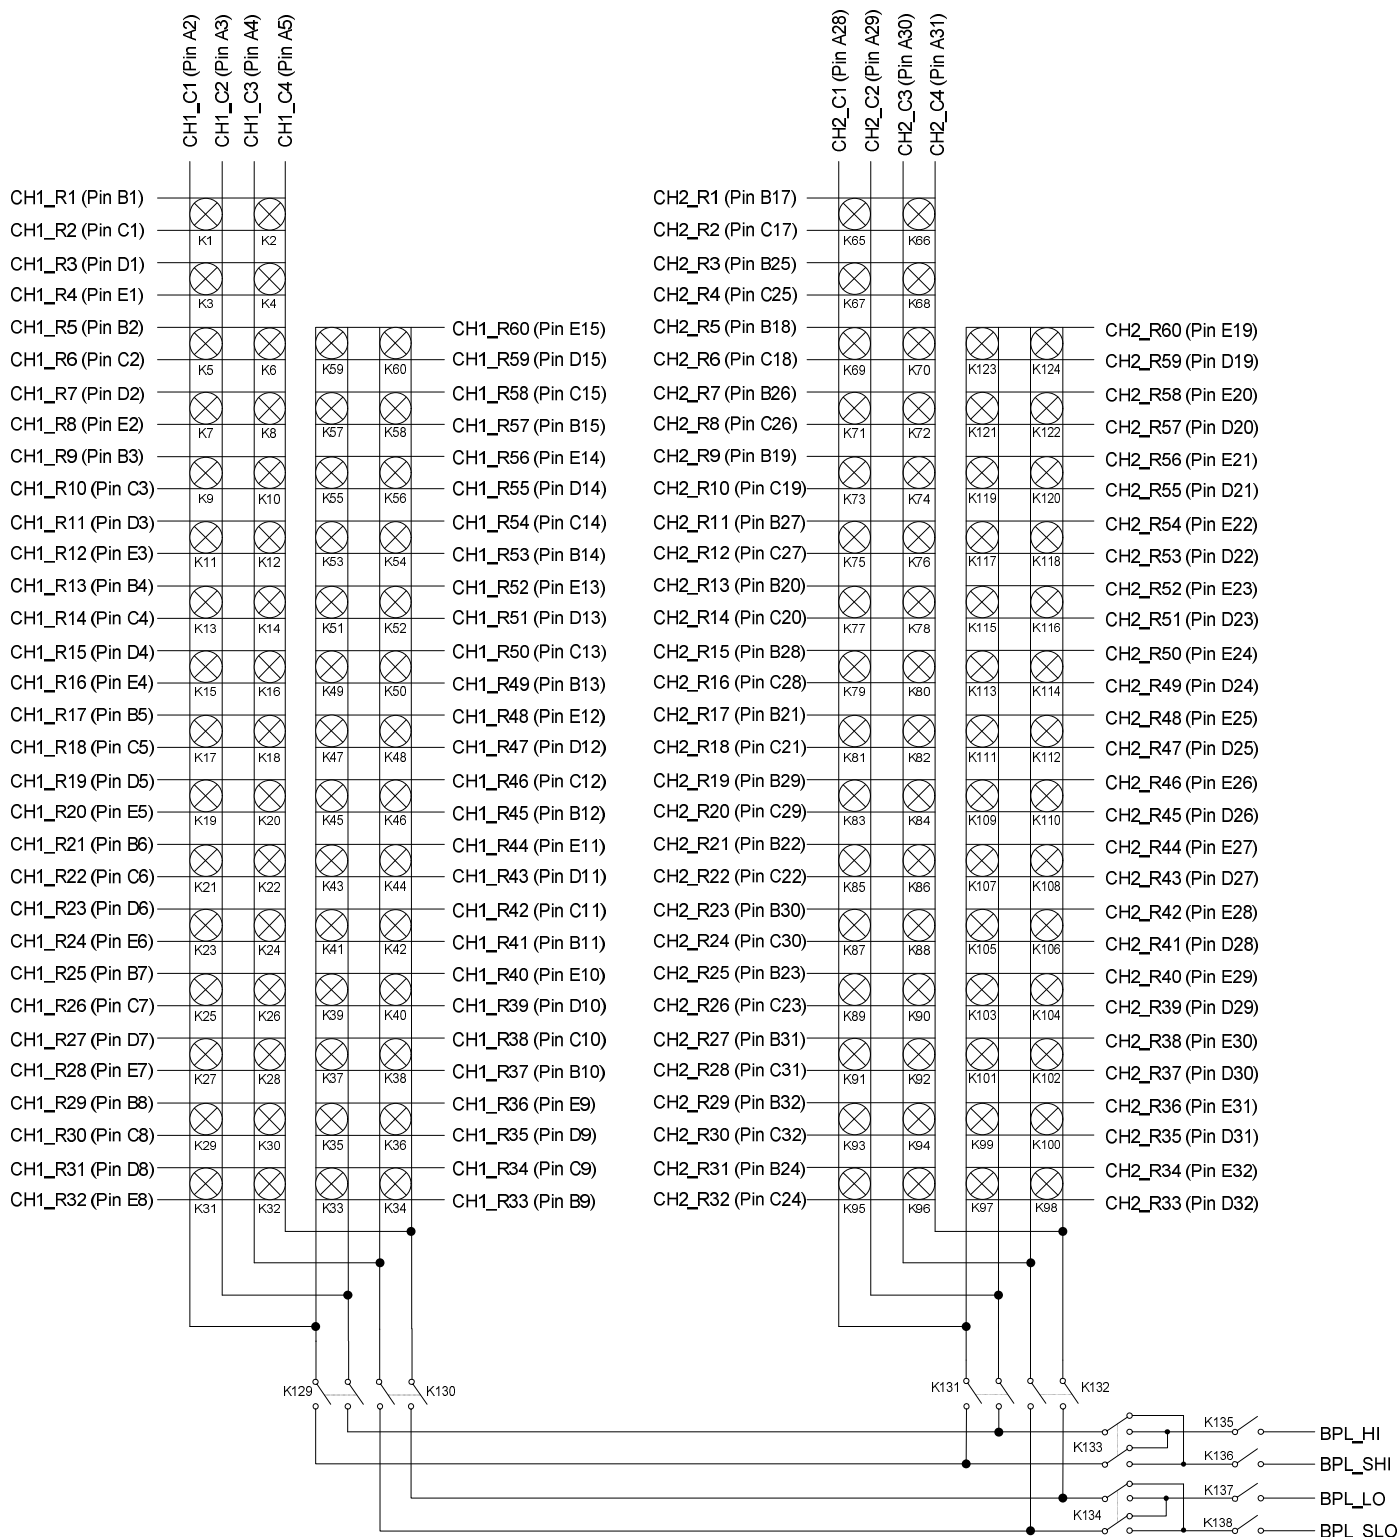 CH1_C1 (Pin A2)
CH1_C2 (Pin A3)
CH1_C3 (Pin A4)
CH1_C4 (Pin A5)
CH2_C1 (Pin A28)
CH2_C2 (Pin A29)
CH2_C3 (Pin A30)
CH2_C4 (Pin A31)
CH1_R1 (Pin B1)
CH1_R2 (Pin C1)
CH1_R3 (Pin D1)
CH1_R4 (Pin E1)
CH1_R5 (Pin B2)
CH1_R6 (Pin C2)
CH1_R7 (Pin D2)
CH1_R8 (Pin E2)
CH1_R9 (Pin B3)
CH1_R10 (Pin C3)
CH1_R11 (Pin D3)
CH1_R12 (Pin E3)
CH1_R13 (Pin B4)
CH1_R14 (Pin C4)
CH1_R15 (Pin D4)
CH1_R16 (Pin E4)
CH1_R17 (Pin B5)
CH1_R18 (Pin C5)
CH1_R19 (Pin D5)
CH1_R20 (Pin E5)
CH1_R21 (Pin B6)
CH1_R22 (Pin C6)
CH1_R23 (Pin D6)
CH1_R24 (Pin E6)
CH1_R25 (Pin B7)
CH1_R26 (Pin C7)
CH1_R27 (Pin D7)
CH1_R28 (Pin E7)
CH1_R29 (Pin B8)
CH1_R30 (Pin C8)
CH1_R31 (Pin D8)
CH1_R32 (Pin E8)
K1 K2
K3 K4
K5 K6 K59 K60
K7 K8 K57 K58
K9 K10 K55 K56
K11 K12 K53 K54
K13 K14 K51 K52
K15 K16 K49 K50
K17 K18 K47 K48
K19 K20 K45 K46
K21 K22 K43 K44
K23 K24 K41 K42
K25 K26 K39 K40
K27 K28 K37 K38
K29 K30 K35 K36
K31 K32 K33 K34
CH1_R60 (Pin E15)
CH1_R59 (Pin D15)
CH1_R58 (Pin C15)
CH1_R57 (Pin B15)
CH1_R56 (Pin E14)
CH1_R55 (Pin D14)
CH1_R54 (Pin C14)
CH1_R53 (Pin B14)
CH1_R52 (Pin E13)
CH1_R51 (Pin D13)
CH1_R50 (Pin C13)
CH1_R49 (Pin B13)
CH1_R48 (Pin E12)
CH1_R47 (Pin D12)
CH1_R46 (Pin C12)
CH1_R45 (Pin B12)
CH1_R44 (Pin E11)
CH1_R43 (Pin D11)
CH1_R42 (Pin C11)
CH1_R41 (Pin B11)
CH1_R40 (Pin E10)
CH1_R39 (Pin D10)
CH1_R38 (Pin C10)
CH1_R37 (Pin B10)
CH1_R36 (Pin E9)
CH1_R35 (Pin D9)
CH1_R34 (Pin C9)
CH1_R33 (Pin B9)
CH2_R1 (Pin B17)
CH2_R2 (Pin C17)
CH2_R3 (Pin B25)
CH2_R4 (Pin C25)
CH2_R5 (Pin B18)
CH2_R6 (Pin C18)
CH2_R7 (Pin B26)
CH2_R8 (Pin C26)
CH2_R9 (Pin B19)
CH2_R10 (Pin C19)
CH2_R11 (Pin B27)
CH2_R12 (Pin C27)
CH2_R13 (Pin B20)
CH2_R14 (Pin C20)
CH2_R15 (Pin B28)
CH2_R16 (Pin C28)
CH2_R17 (Pin B21)
CH2_R18 (Pin C21)
CH2_R19 (Pin B29)
CH2_R20 (Pin C29)
CH2_R21 (Pin B22)
CH2_R22 (Pin C22)
CH2_R23 (Pin B30)
CH2_R24 (Pin C30)
CH2_R25 (Pin B23)
CH2_R26 (Pin C23)
CH2_R27 (Pin B31)
CH2_R28 (Pin C31)
CH2_R29 (Pin B32)
CH2_R30 (Pin C32)
CH2_R31 (Pin B24)
CH2_R32 (Pin C24)
K65 K66
K67 K68
K69 K70 K123 K124
K71 K72 K121 K122
K73 K74 K119 K120
K75 K76 K117 K118
K77 K78 K115 K116
K79 K80 K113 K114
K81 K82 K111 K112
K83 K84 K109 K110
K85 K86 K107 K108
K87 K88 K105 K106
K89 K90 K103 K104
K91 K92 K101 K102
K93 K94 K99 K100
K95 K96 K97 K98
CH2_R60 (Pin E19)
CH2_R59 (Pin D19)
CH2_R58 (Pin E20)
CH2_R57 (Pin D20)
CH2_R56 (Pin E21)
CH2_R55 (Pin D21)
CH2_R54 (Pin E22)
CH2_R53 (Pin D22)
CH2_R52 (Pin E23)
CH2_R51 (Pin D23)
CH2_R50 (Pin E24)
CH2_R49 (Pin D24)
CH2_R48 (Pin E25)
CH2_R47 (Pin D25)
CH2_R46 (Pin E26)
CH2_R45 (Pin D26)
CH2_R44 (Pin E27)
CH2_R43 (Pin D27)
CH2_R42 (Pin E28)
CH2_R41 (Pin D28)
CH2_R40 (Pin E29)
CH2_R39 (Pin D29)
CH2_R38 (Pin E30)
CH2_R37 (Pin D30)
CH2_R36 (Pin E31)
CH2_R35 (Pin D31)
CH2_R34 (Pin E32)
CH2_R33 (Pin D32)
K129 K130
K131 K132
K133
K134
K135
K136
K137
K138
BPL_HI
BPL_SHI
BPL_LO
BPL_SLO